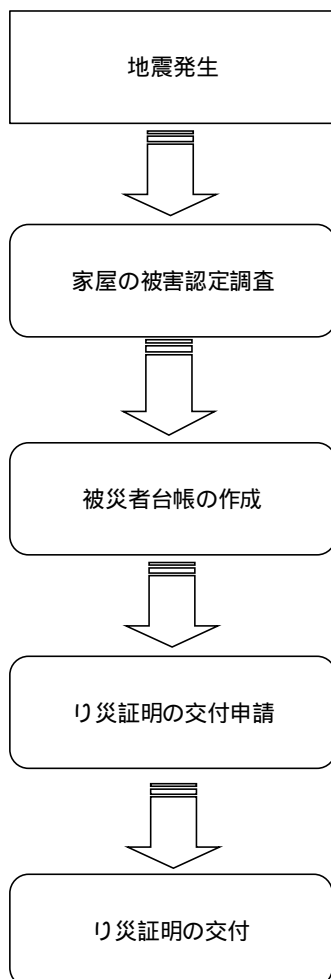 地震発生
家屋の被害認定調査
被災者台帳の作成
り災証明の交付申請
り災証明の交付